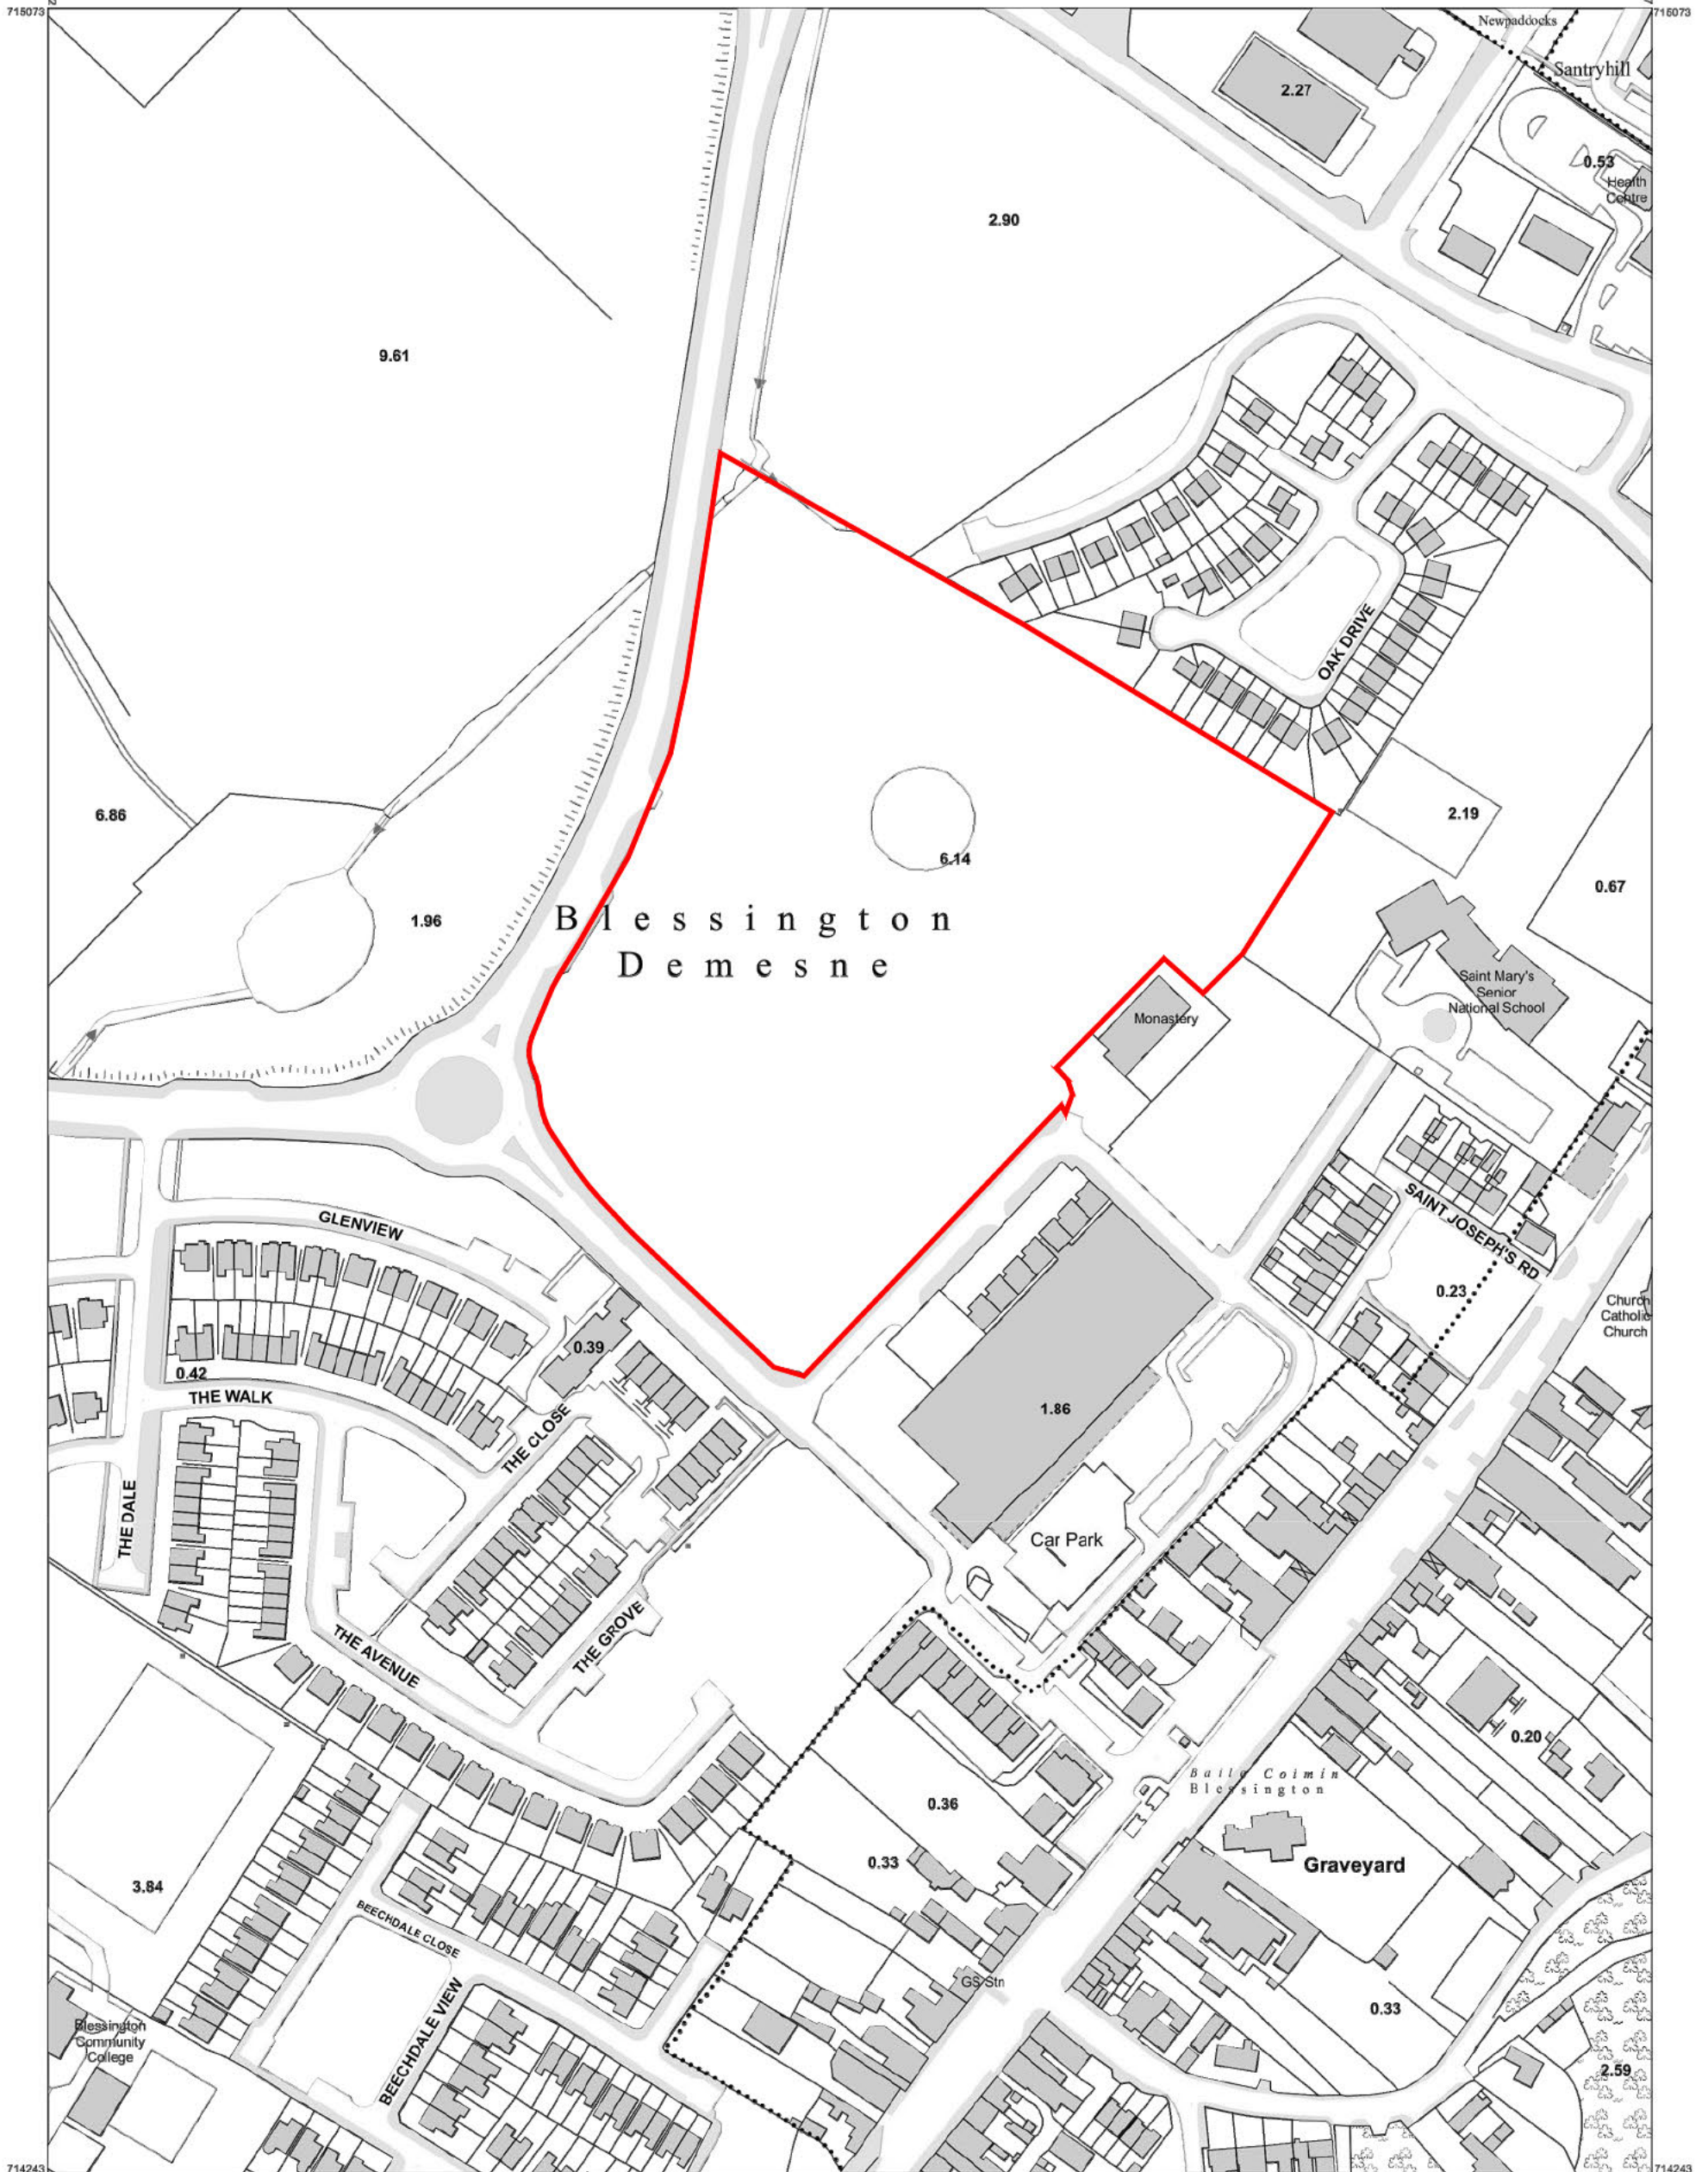 715073
715073
Newpaddocks
Santryhill
2.27
0.53
Health
Centre
2.90
9.61
OAK DRIVE
6.86
2.19
6.14
0.67
1.96
Blessington
Demesne
Saint Mary's
Senior
National School
Monastery
SAINT JOSEPH'S RD
GLENVIEW
0.23
Church
Catholic
Church
0.39
0.42
THE WALK
1.86
THE CLOSE
THE DALE
Car Park
THE GROVE
THE AVENUE
0.20
Baile Coimin
Blessington
0.36
0.33
Graveyard
3.84
BEECHDALE CLOSE
GS Stn
0.33
BEECHDALE VIEW
Blessington
Community
College
2.59
714243
714243